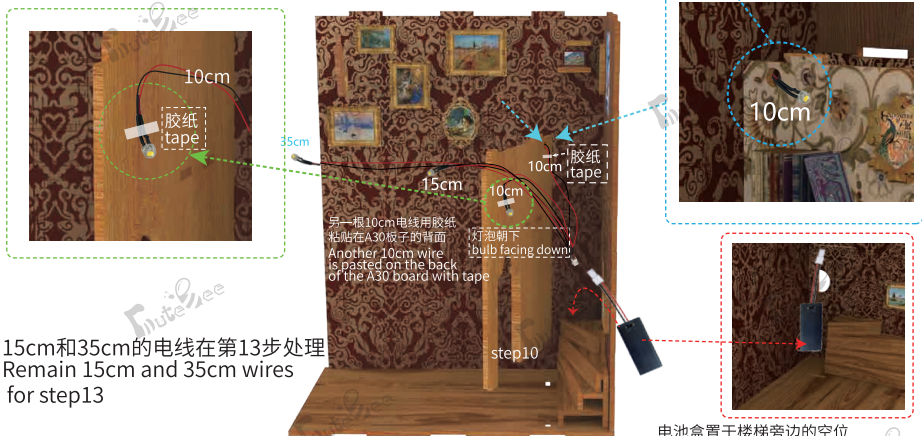 10cm
胶纸
tape
35cm
15cm
10cm
10cm
胶纸
tape
10cm
另一根10cm电线用胶纸
粘贴在A30板子的背面
Another 10cm wire
is pasted on the back
of the A30 board with tape
灯泡朝下
bulb facing down
step10
15cm和35cm的电线在第13步处理
Remain 15cm and 35cm wires
for step13
电池盒置于楼梯旁边的空位